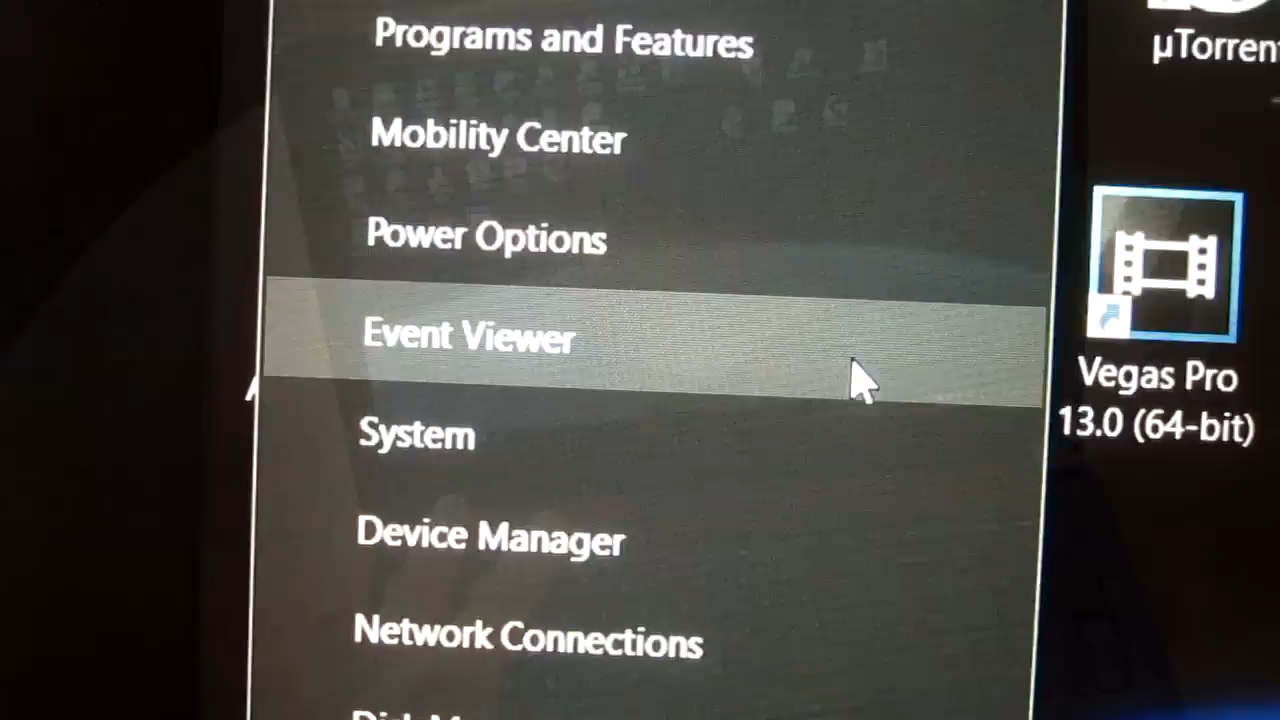 Programs and Features
µTorren
Mobility Center
Power Options
Event Viewer
Vegas Pro
13.0 (64-bit)
System
Device Manager
Network Connections